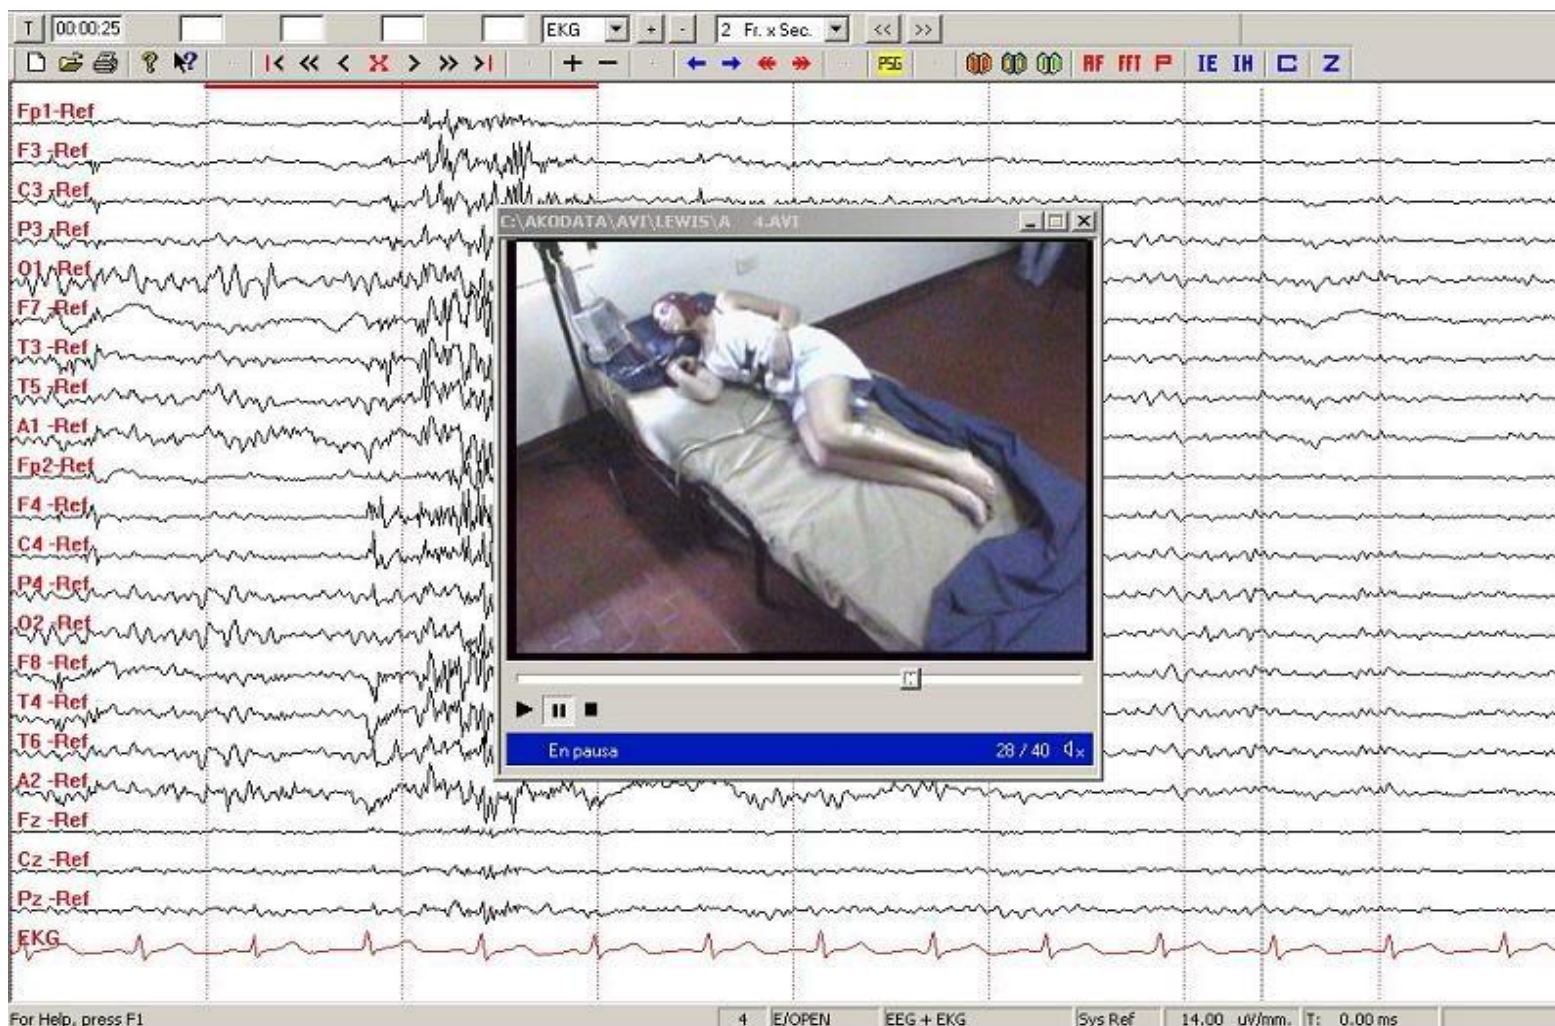 T 00:00:25 EKG + - 2 Fr. x Sec. << >>
? ? |< << < X > >> >| + - PSG AF FFT P IE IH C Z
Fp1-Ref
F3 -Ref
C3 -Ref
P3 -Ref
O1 -Ref
F7 -Ref
T3 -Ref
T5 -Ref
A1 -Ref
Fp2-Ref
F4 -Ref
C4 -Ref
P4 -Ref
O2 -Ref
F8 -Ref
T4 -Ref
T6 -Ref
A2 -Ref
Fz -Ref
Cz -Ref
Pz -Ref
EKG
C:\AKODATA\AVI\LEWIS\A 4.AVI
En pausa 28 / 40
For Help, press F1 4 E/OPEN EEG + EKG Sys Ref 14.00 uV/mm. T: 0.00 ms